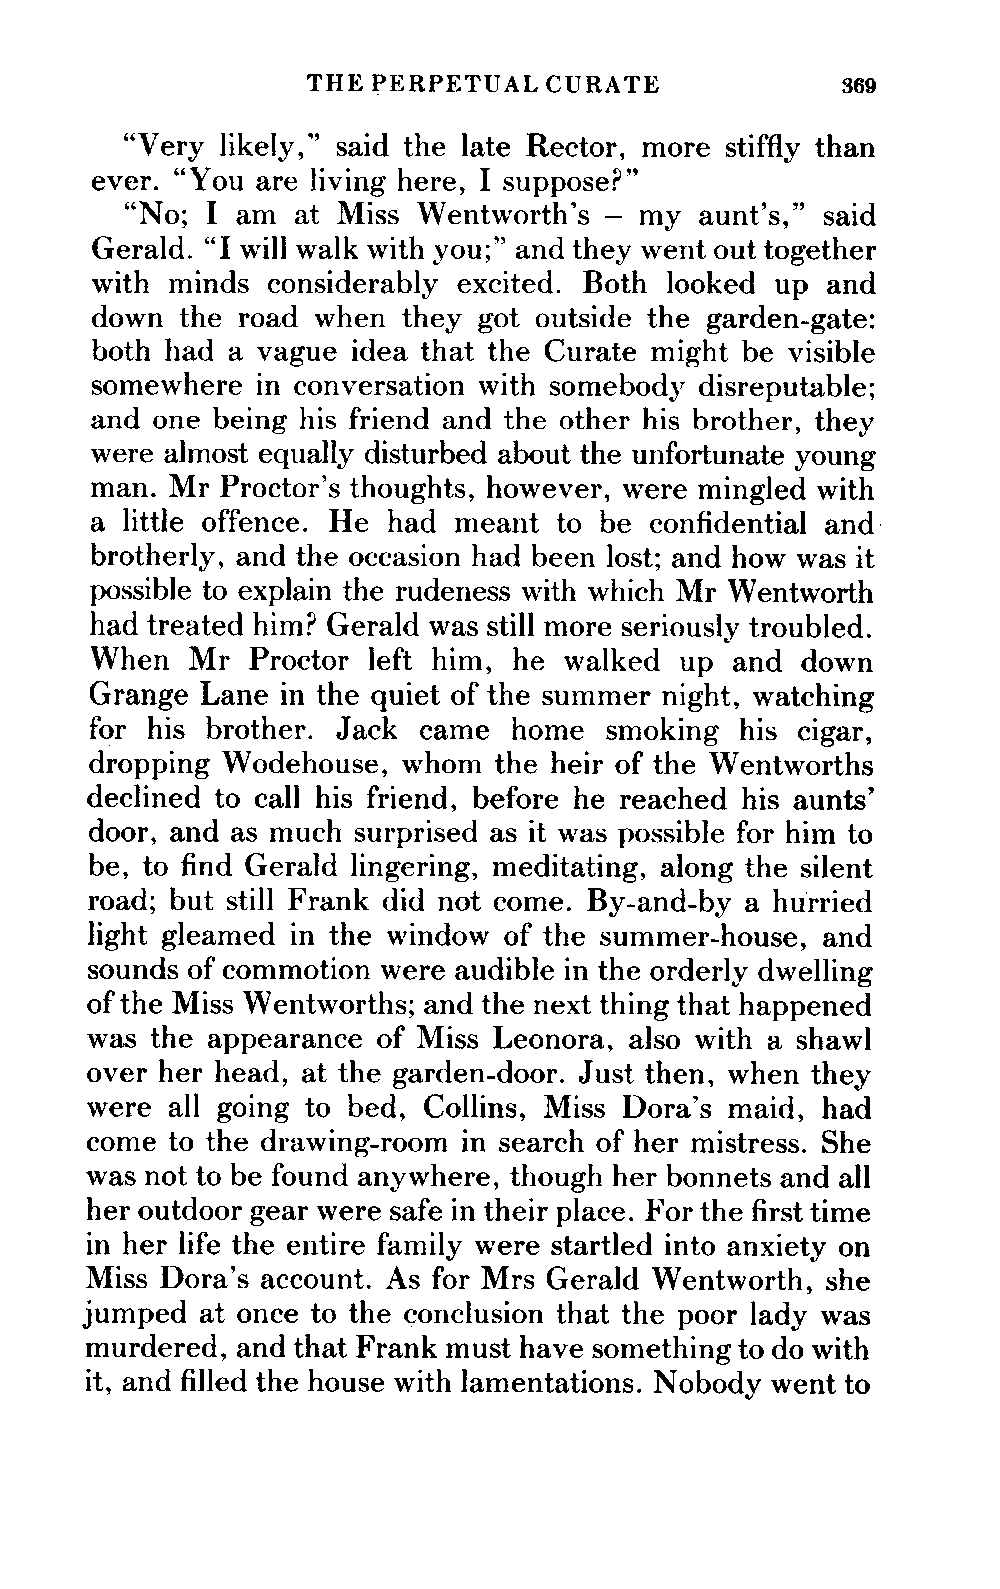 THE PERPETUAL CURATE 369
“Very likely,” said the late Rector, more stiffly than
ever. “You are living here, I suppose?”
“No; I am at Miss Wentworth’s – my aunt’s,” said
Gerald. “I will walk with you;” and they went out together
with minds considerably excited. Both looked up and
down the road when they got outside the garden-gate:
both had a vague idea that the Curate might be visible
somewhere in conversation with somebody disreputable;
and one being his friend and the other his brother, they
were almost equally disturbed about the unfortunate young
man. Mr Proctor’s thoughts, however, were mingled with
a little offence. He had meant to be confidential and
brotherly, and the occasion had been lost; and how was it
possible to explain the rudeness with which Mr Wentworth
had treated him? Gerald was still more seriously troubled.
When Mr Proctor left him, he walked up and down
Grange Lane in the quiet of the summer night, watching
for his brother. Jack came home smoking his cigar,
dropping Wodehouse, whom the heir of the Wentworths
declined to call his friend, before he reached his aunts’
door, and as much surprised as it was possible for him to
be, to find Gerald lingering, meditating, along the silent
road; but still Frank did not come. By-and-by a hurried
light gleamed in the window of the summer-house, and
sounds of commotion were audible in the orderly dwelling
of the Miss Wentworths; and the next thing that happened
was the appearance of Miss Leonora, also with a shawl
over her head, at the garden-door. Just then, when they
were all going to bed, Collins, Miss Dora’s maid, had
come to the drawing-room in search of her mistress. She
was not to be found anywhere, though her bonnets and all
her outdoor gear were safe in their place. For the first time
in her life the entire family were startled into anxiety on
Miss Dora’s account. As for Mrs Gerald Wentworth, she
jumped at once to the conclusion that the poor lady was
murdered, and that Frank must have something to do with
it, and filled the house with lamentations. Nobody went to